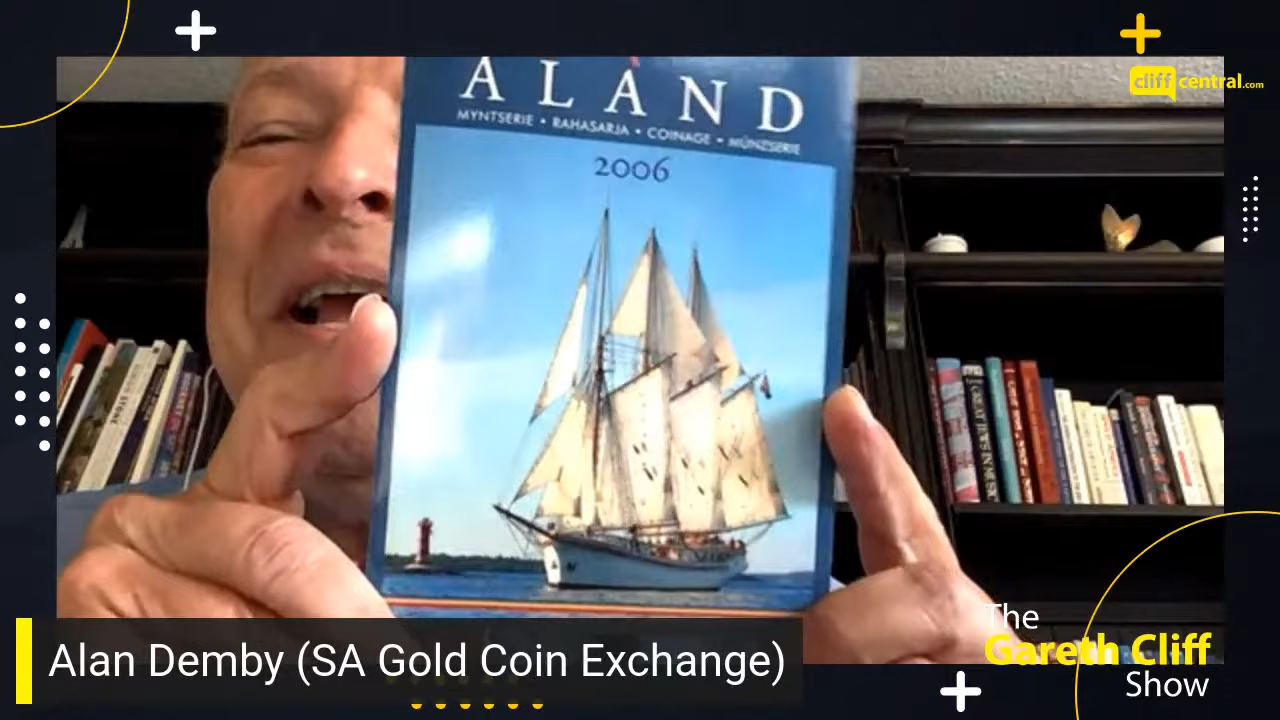 cliffcentral.com
ÅLAND
MYNTSERIE • RAHASARJA • COINAGE • MÜNZSERIE
2006
Alan Demby (SA Gold Coin Exchange)
The
Gareth Cliff
Show